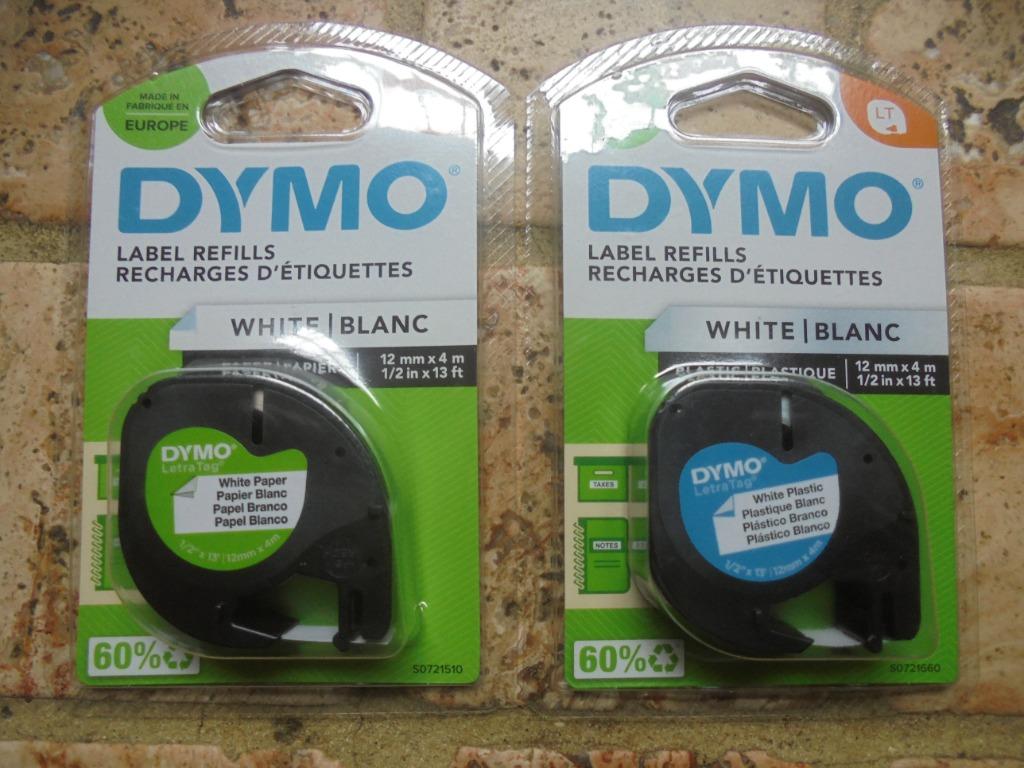 MADE IN
FABRIQUE EN
EUROPE
DYMO®
LABEL REFILLS
RECHARGES D'ÉTIQUETTES
WHITE | BLANC
PAPER | PAPIER
12 mm x 4 m
1/2 in x 13 ft
DYMO®
LetraTag®
White Paper
Papier Blanc
Papel Branco
Papel Blanco
1/2" x 13' | 12mm x 4m
60%
S0721510
LT
DYMO®
LABEL REFILLS
RECHARGES D'ÉTIQUETTES
WHITE | BLANC
PLASTIC | PLASTIQUE
12 mm x 4 m
1/2 in x 13 ft
TAXES
NOTES
DYMO®
LetraTag®
White Plastic
Plastique Blanc
Plástico Branco
Plástico Blanco
1/2" x 13' | 12mm x 4m
60%
S0721660